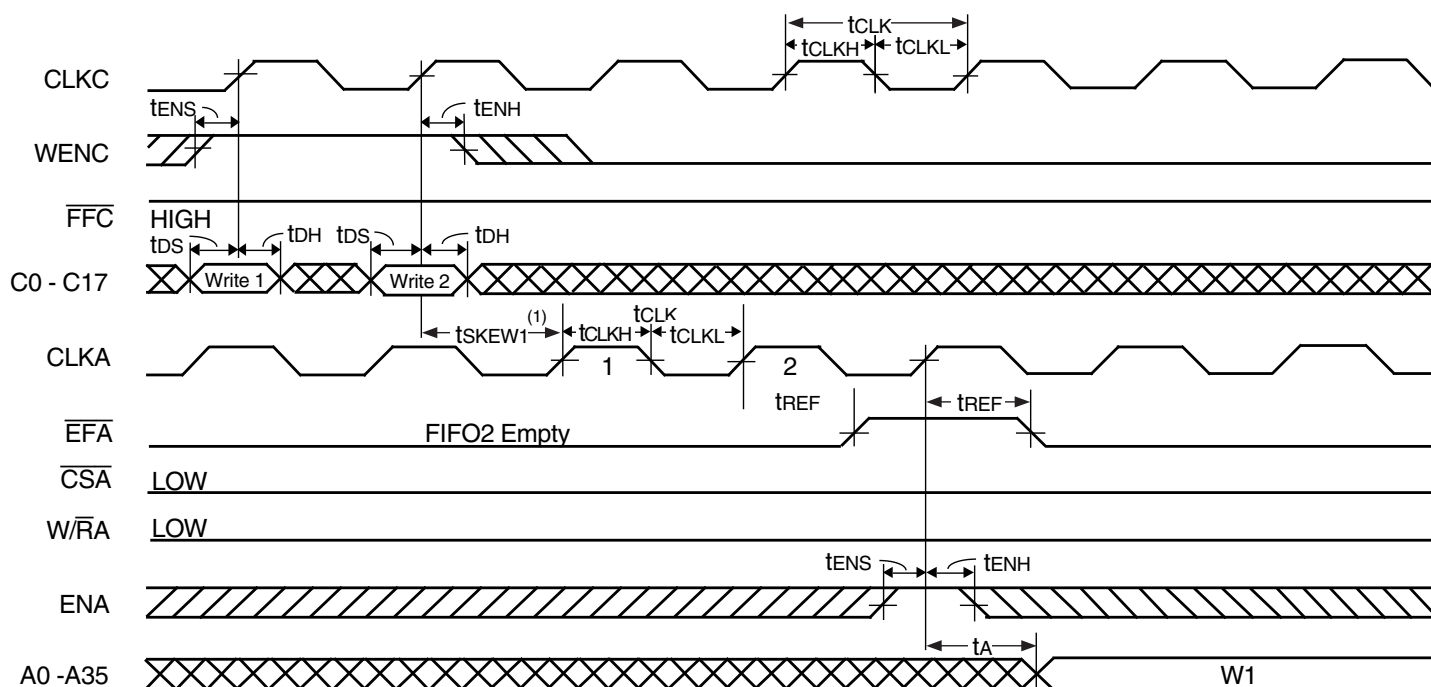 tCLK
tCLKH tCLKL
CLKC
tENS tENH
WENC
FFC HIGH
tDS tDH tDS tDH
C0 - C17 Write 1 Write 2
tSKEW1(1) tCLK
tCLKH tCLKL
CLKA 1 2
tREF tREF
EFA FIFO2 Empty
CSA LOW
W/RA LOW
tENS tENH
ENA
tA
A0 -A35 W1